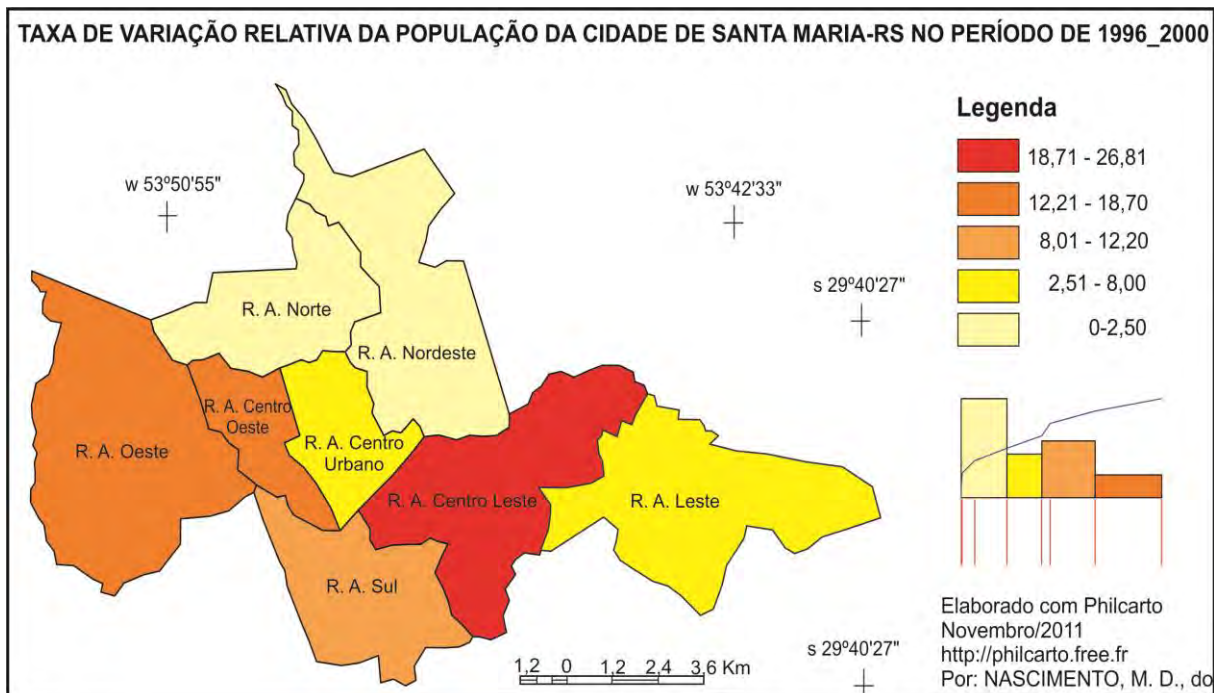 TAXA DE VARIAÇÃO RELATIVA DA POPULAÇÃO DA CIDADE DE SANTA MARIA-RS NO PERÍODO DE 1996_2000
w 53º50'55"
w 53º42'33"
s 29º40'27"
R. A. Norte
R. A. Nordeste
R. A. Centro
Oeste
R. A. Oeste
R. A. Centro
Urbano
R. A. Centro Leste
R. A. Leste
R. A. Sul
s 29º40'27"
1,2 0 1,2 2,4 3,6 Km
Legenda
18,71 - 26,81
12,21 - 18,70
8,01 - 12,20
2,51 - 8,00
0-2,50
Elaborado com Philcarto
Novembro/2011
http://philcarto.free.fr
Por: NASCIMENTO, M. D., do